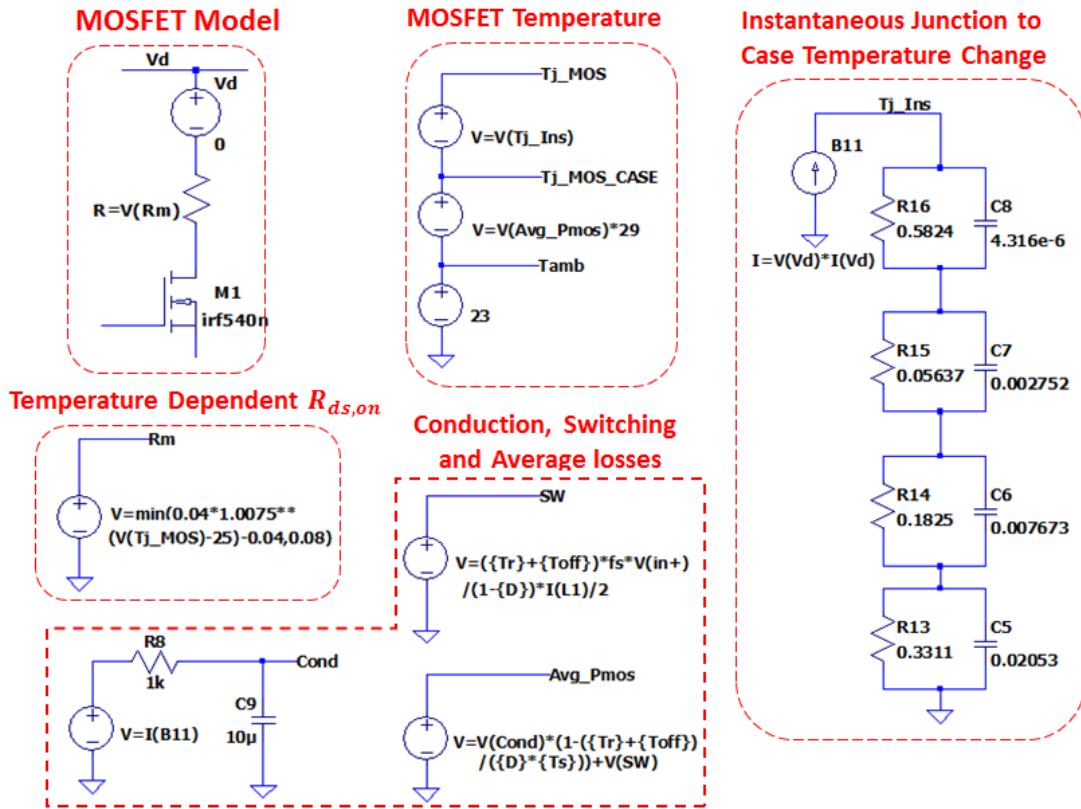 MOSFET Model
Vd
Vd
0
R=V(Rm)
M1
irf540n
MOSFET Temperature
Tj_MOS
V=V(Tj_Ins)
Tj_MOS_CASE
V=V(Avg_Pmos)*29
Tamb
23
Instantaneous Junction to
Case Temperature Change
Tj_Ins
B11
I=V(Vd)*I(Vd)
R16
0.5824
C8
4.316e-6
R15
0.05637
C7
0.002752
R14
0.1825
C6
0.007673
R13
0.3311
C5
0.02053
Temperature Dependent R_{ds,on}
Rm
V=min(0.04*1.0075**
(V(Tj_MOS)-25)-0.04,0.08)
Conduction, Switching
and Average losses
SW
V=({Tr}+{Toff})*fs*V(in+)
/(1-{D})*I(L1)/2
R8
1k
Cond
C9
10µ
V=I(B11)
Avg_Pmos
V=V(Cond)*(1-({Tr}+{Toff})
/({D}*{Ts}))+V(SW)